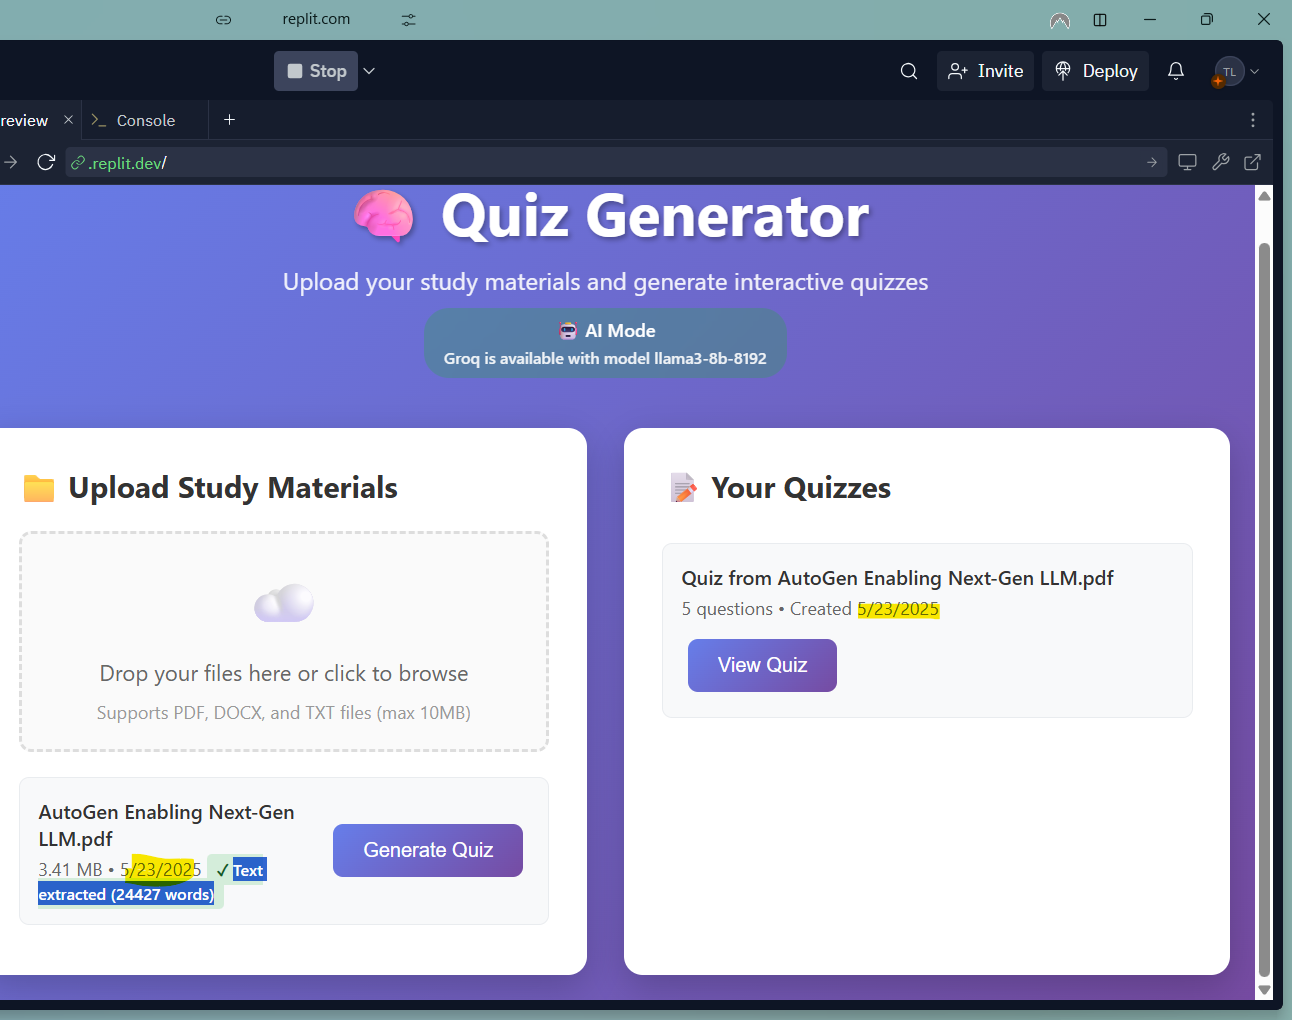 replit.com
Stop
Invite
Deploy
TL
review
Console
.replit.dev/
Quiz Generator
Upload your study materials and generate interactive quizzes
AI Mode
Groq is available with model llama3-8b-8192
Upload Study Materials
Drop your files here or click to browse
Supports PDF, DOCX, and TXT files (max 10MB)
AutoGen Enabling Next-Gen
LLM.pdf
3.41 MB • 5/23/2025 ✓ Text
extracted (24427 words)
Generate Quiz
Your Quizzes
Quiz from AutoGen Enabling Next-Gen LLM.pdf
5 questions • Created 5/23/2025
View Quiz